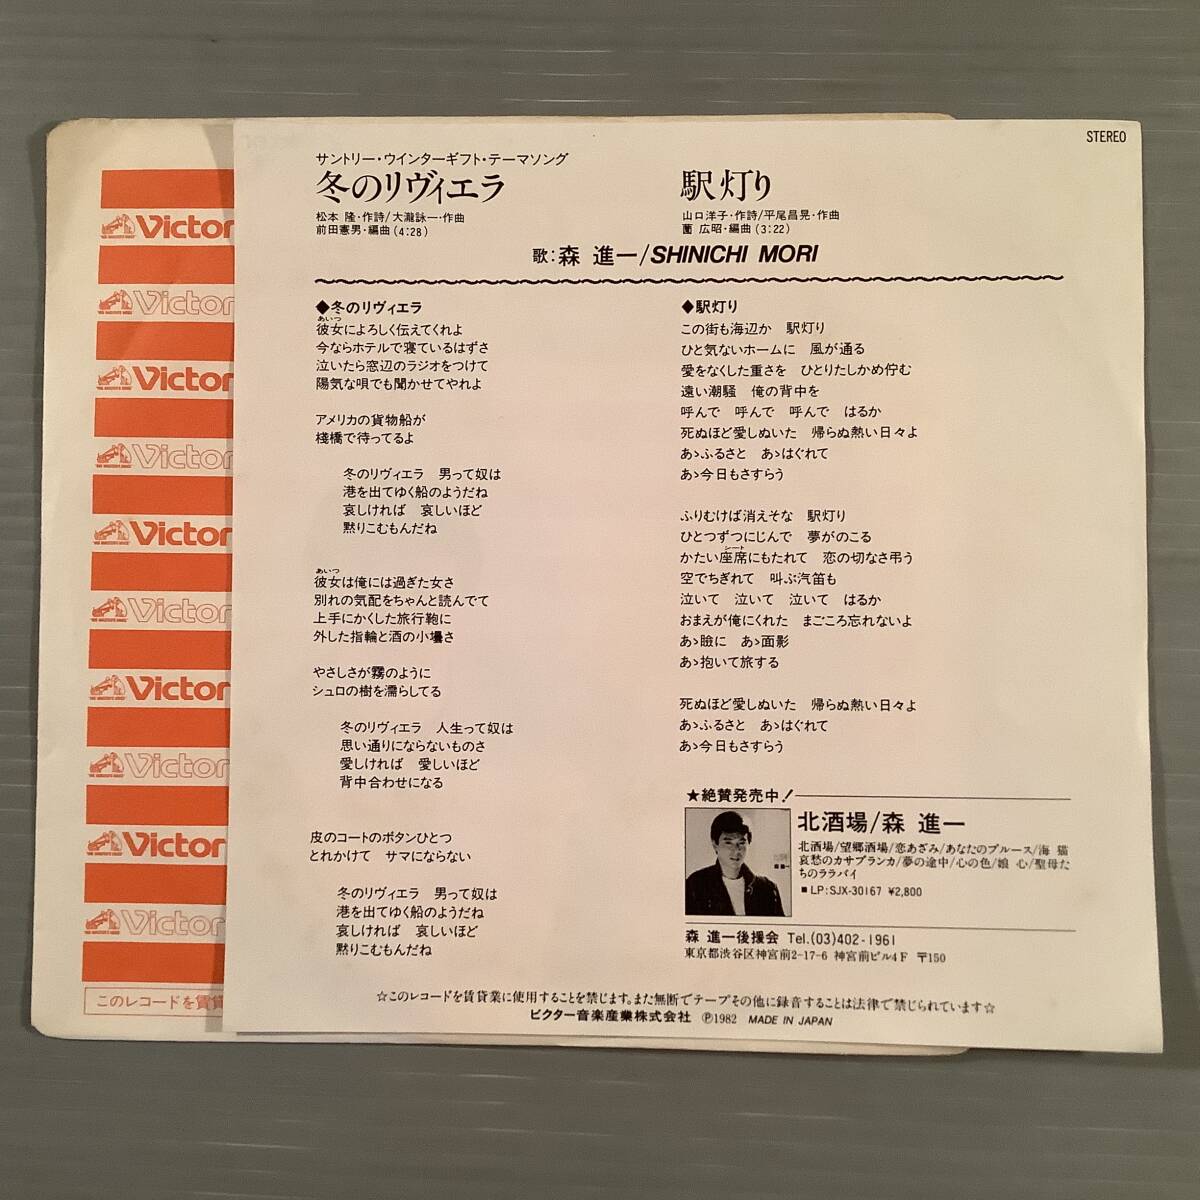 STEREO
サントリー・ウインターギフト・テーマソング
冬のリヴィエラ
松本 隆・作詩/大瀧詠一・作曲
前田憲男・編曲(4:28)
駅灯り
山口洋子・作詩/平尾昌晃・作曲
薗 広昭・編曲(3:22)
歌:森 進一/SHINICHI MORI
◆冬のリヴィエラ
あいつ
彼女によろしく伝えてくれよ
今ならホテルで寝ているはずさ
泣いたら窓辺のラジオをつけて
陽気な唄でも聞かせてやれよ
アメリカの貨物船が
棧橋で待ってるよ
冬のリヴィエラ 男って奴は
港を出てゆく船のようだね
哀しければ 哀しいほど
黙りこむもんだね
あいつ
彼女は俺には過ぎた女さ
別れの気配をちゃんと読んでて
上手にかくした旅行鞄に
外した指輪と酒の小壜さ
やさしさが霧のように
シュロの樹を濡らしてる
冬のリヴィエラ 人生って奴は
思い通りにならないものさ
愛しければ 愛しいほど
背中合わせになる
皮のコートのボタンひとつ
とれかけて サマにならない
冬のリヴィエラ 男って奴は
港を出てゆく船のようだね
哀しければ 哀しいほど
黙りこむもんだね
◆駅灯り
この街も海辺か 駅灯り
ひと気ないホームに 風が通る
愛をなくした重さを ひとりたしかめ佇む
遠い潮騒 俺の背中を
呼んで 呼んで 呼んで はるか
死ぬほど愛しぬいた 帰らぬ熱い日々よ
あゝふるさと あゝはぐれて
あゝ今日もさすらう
ふりむけば消えそな 駅灯り
ひとつずつにじんで 夢がのこる
シート
かたい座席にもたれて 恋の切なさ弔う
空でちぎれて 叫ぶ汽笛も
泣いて 泣いて 泣いて はるか
おまえが俺にくれた まごころ忘れないよ
あゝ瞼に あゝ面影
あゝ抱いて旅する
死ぬほど愛しぬいた 帰らぬ熱い日々よ
あゝふるさと あゝはぐれて
あゝ今日もさすらう
★絶賛発売中!
北酒場/森 進一
北酒場/望郷酒場/恋あざみ/あなたのブルース/海 猫
哀愁のカサブランカ/夢の途中/心の色/娘 心/聖母た
ちのララバイ
■LP:SJX-30167 ¥2,800
森 進一後援会 Tel.(03)402-1961
東京都渋谷区神宮前2-17-6 神宮前ビル4F 〒150
☆このレコードを賃貸業に使用することを禁じます。また無断でテープその他に録音することは法律で禁じられています☆
ビクター音楽産業株式会社 ℗1982 MADE IN JAPAN
Victor
Victor
Victor
Victor
Victor
Victor
Victor
Victor
Victor
Victor
このレコードを賃貸